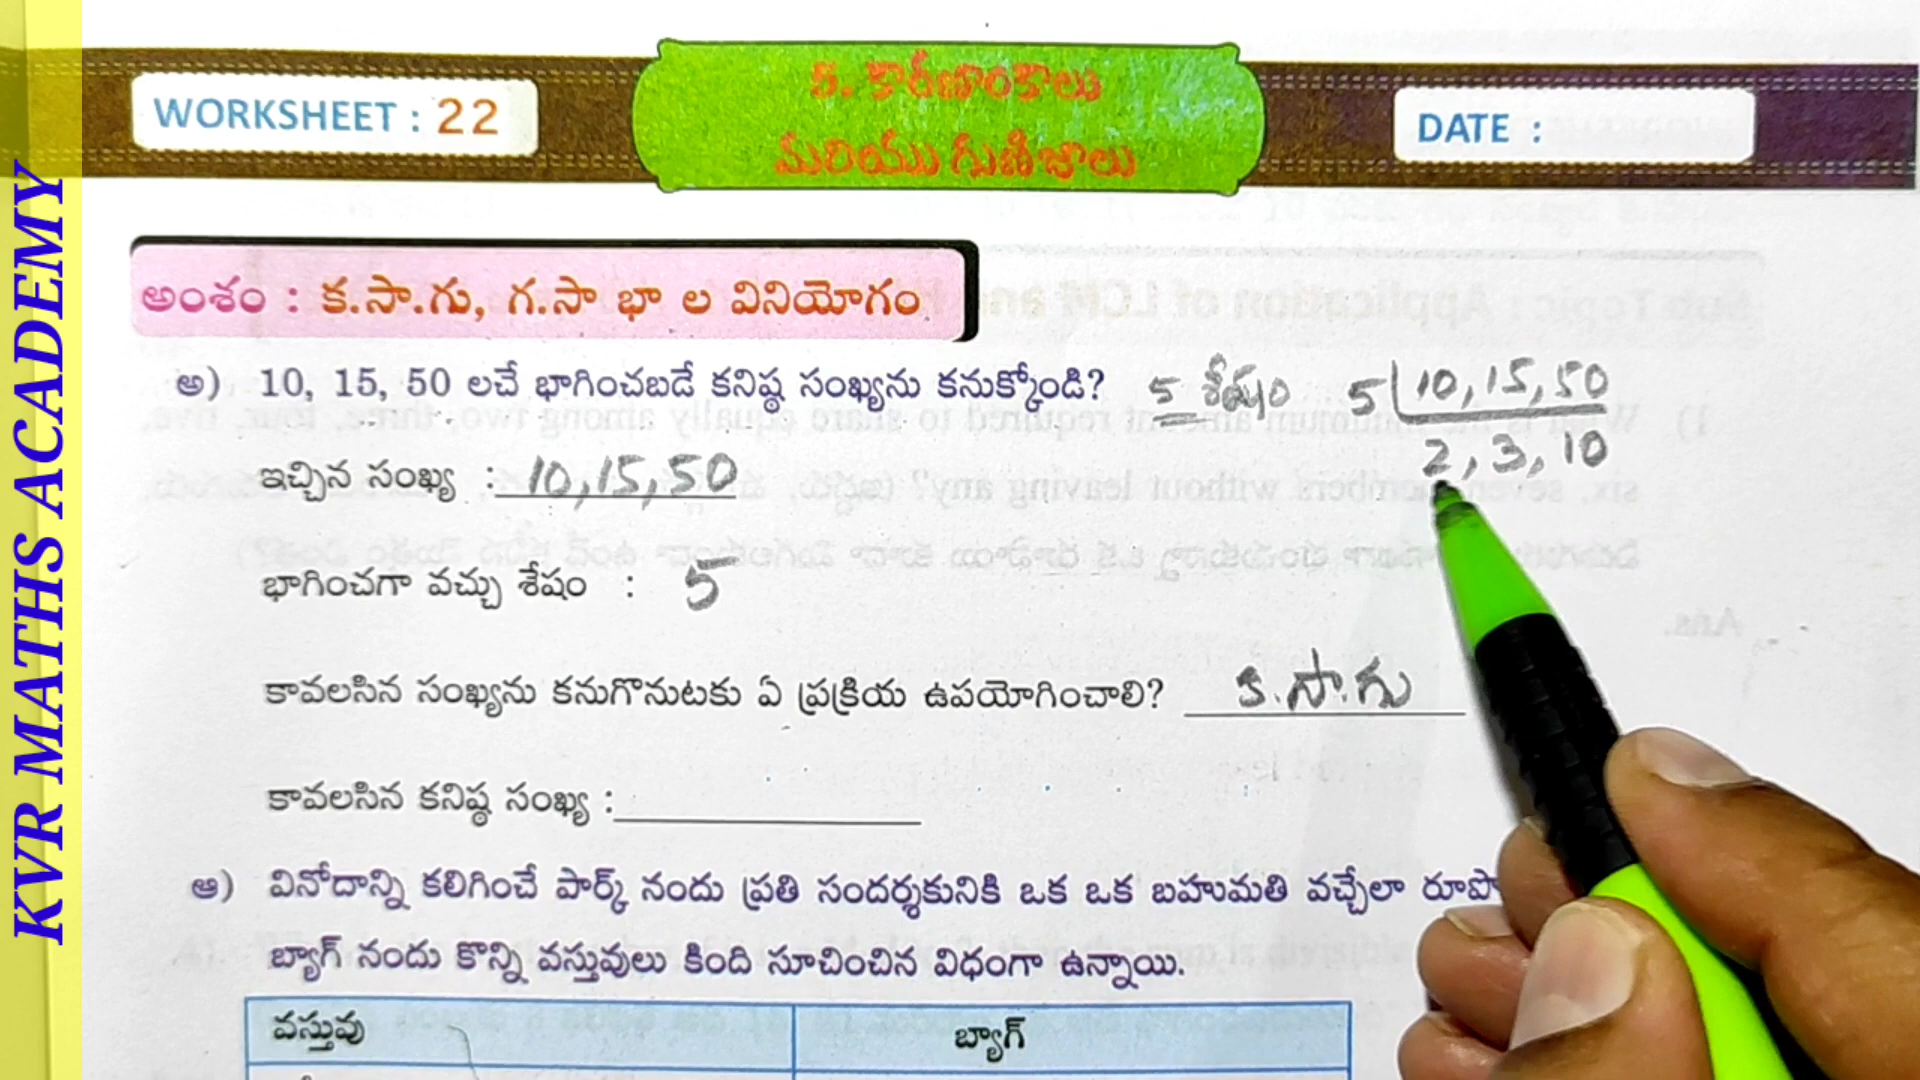 KVR MATHS ACADEMY
WORKSHEET : 22
5. కారణాంకాలు
మరియు గుణిజాలు
DATE :
అంశం : క.సా.గు, గ.సా భా ల వినియోగం
అ) 10, 15, 50 లచే భాగించబడే కనిష్ఠ సంఖ్యను కనుక్కోండి? 5 శేషం
5 10, 15, 50
2, 3, 10
ఇచ్చిన సంఖ్య : 10, 15, 50
భాగించగా వచ్చు శేషం : 5
కావలసిన సంఖ్యను కనుగొనుటకు ఏ ప్రక్రియ ఉపయోగించాలి? క.సా.గు
కావలసిన కనిష్ఠ సంఖ్య :
ఆ) వినోదాన్ని కలిగించే పార్క్ నందు ప్రతి సందర్శకునికి ఒక ఒక బహుమతి వచ్చేలా
బ్యాగ్ నందు కొన్ని వస్తువులు కింది సూచించిన విధంగా ఉన్నాయి.
వస్తువు బ్యాగ్